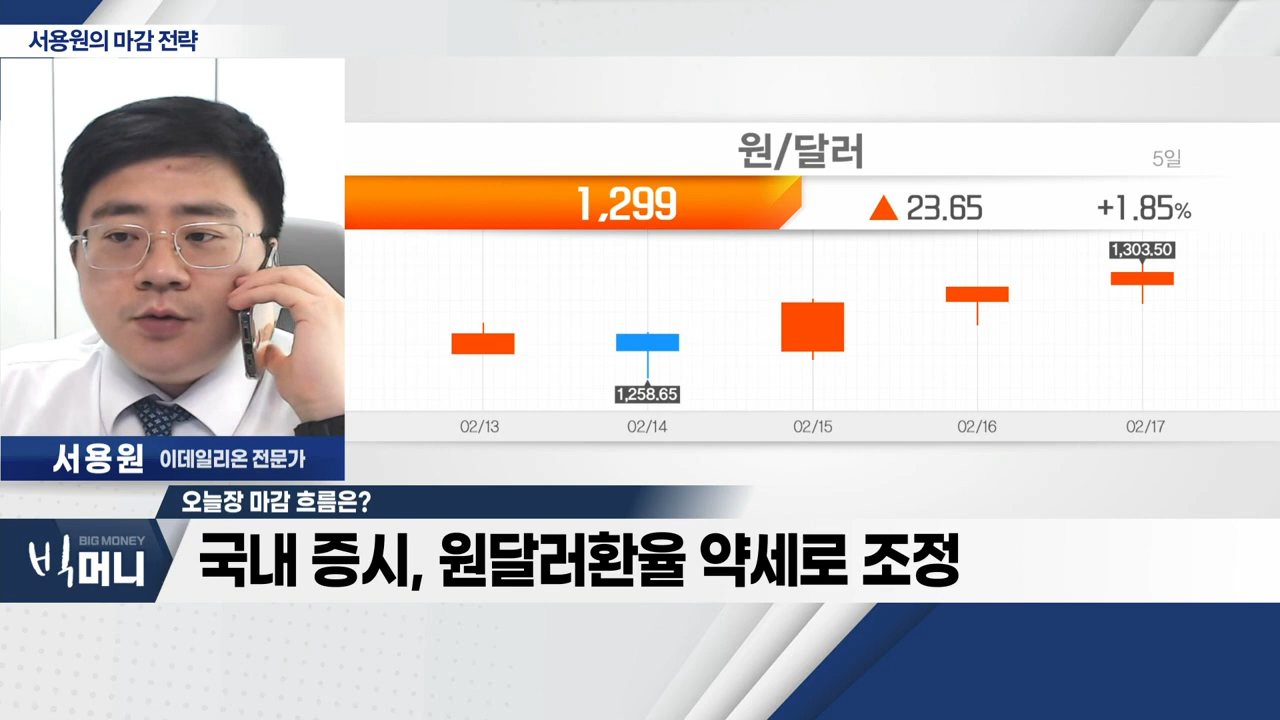 서용원의 마감 전략
원/달러
5일
1,299
▲ 23.65
+1.85%
1,303.50
1,258.65
02/13
02/14
02/15
02/16
02/17
서용원 이데일리온 전문가
오늘장 마감 흐름은?
BIG MONEY
빅머니
국내 증시, 원달러환율 약세로 조정